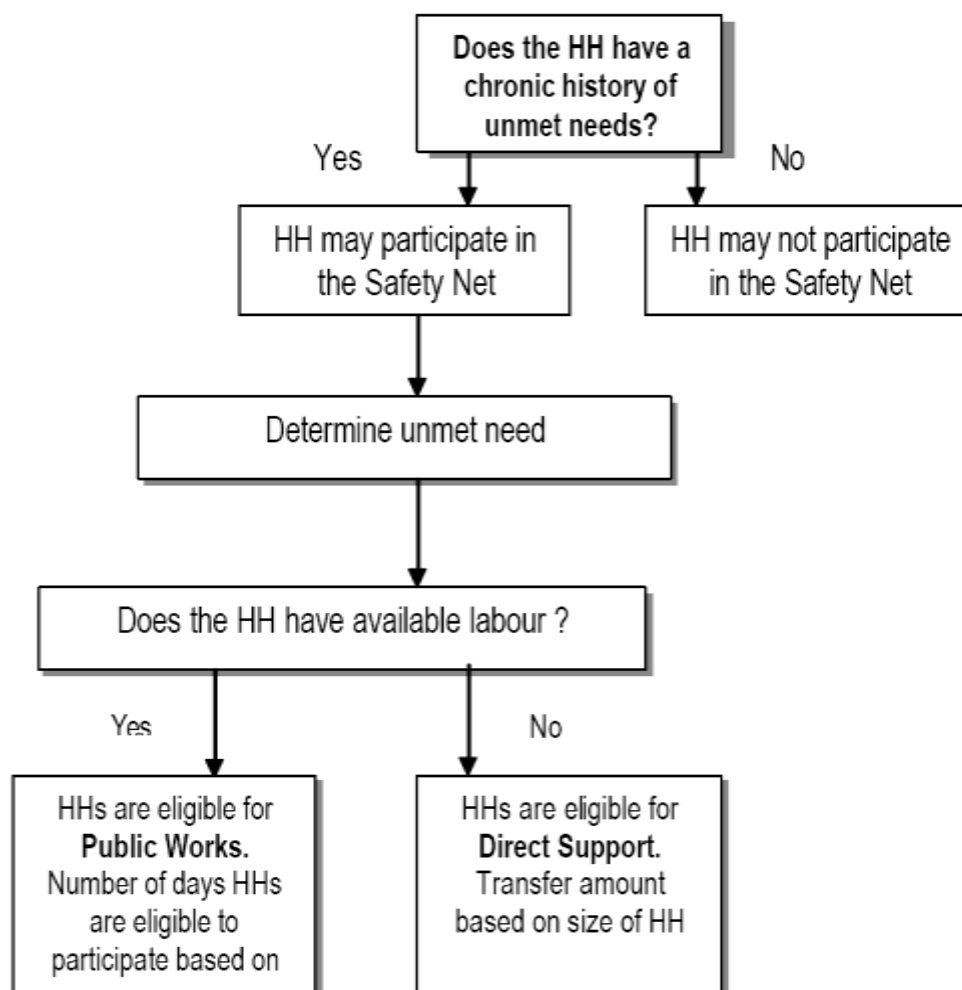 Does the HH have a
chronic history of
unmet needs?
Yes
No
HH may participate in
the Safety Net
HH may not participate
in the Safety Net
Determine unmet need
Does the HH have available labour ?
Yes
No
HHs are eligible for
Public Works.
Number of days HHs
are eligible to
participate based on
HHs are eligible for
Direct Support.
Transfer amount
based on size of HH